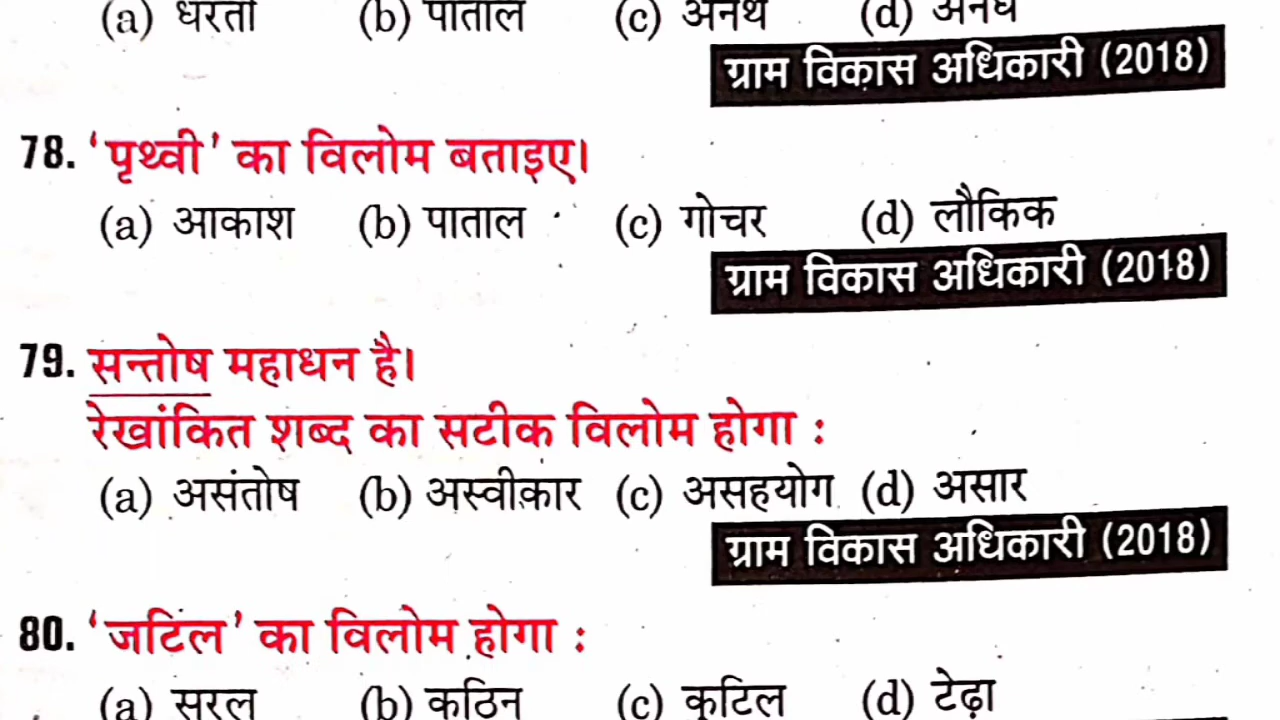 (a) धरती (b) पाताल (c) अनर्थ (d) अनघ
ग्राम विकास अधिकारी (2018)
78. ‘पृथ्वी’ का विलोम बताइए।
(a) आकाश (b) पाताल (c) गोचर (d) लौकिक
ग्राम विकास अधिकारी (2018)
79. सन्तोष महाधन है।
रेखांकित शब्द का सटीक विलोम होगा :
(a) असंतोष (b) अस्वीकार (c) असहयोग (d) असार
ग्राम विकास अधिकारी (2018)
80. ‘जटिल’ का विलोम होगा :
(a) सरल (b) कठिन (c) कुटिल (d) टेढ़ा